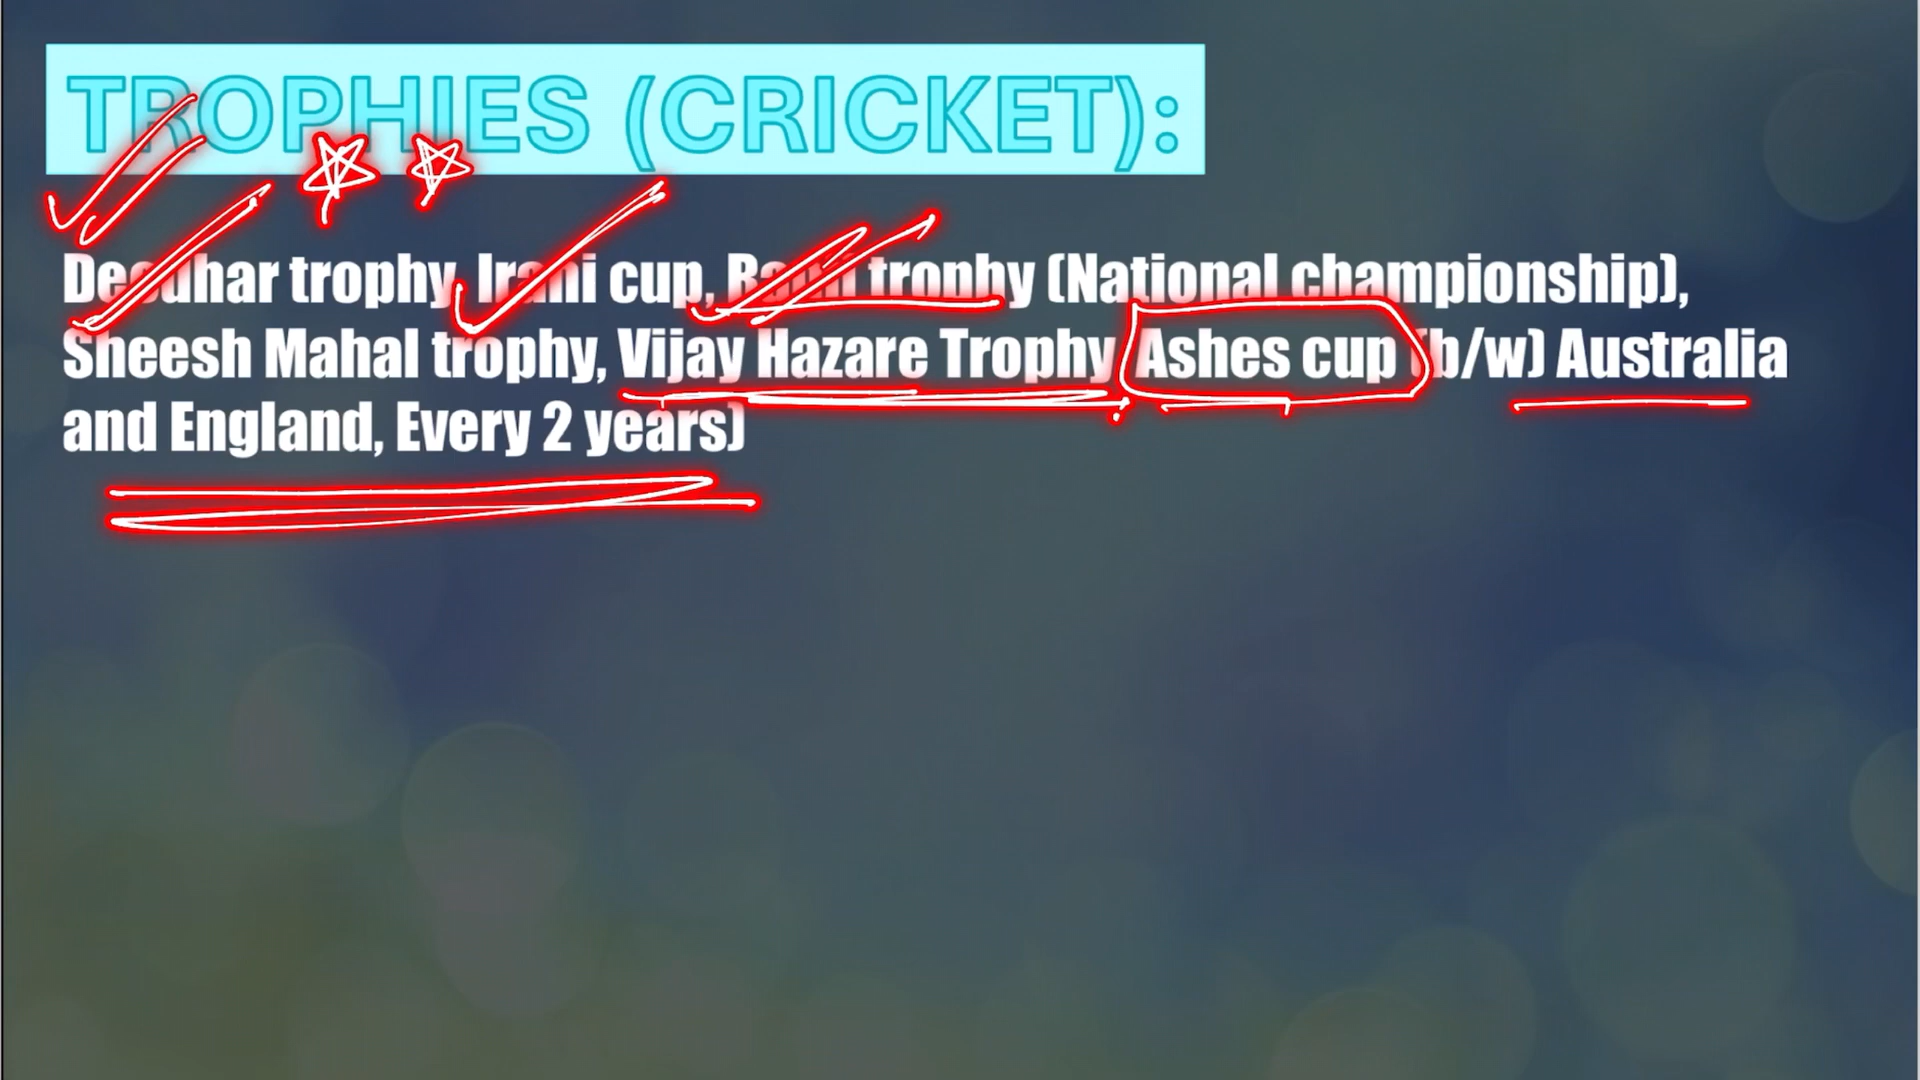 TROPHIES (CRICKET):
Deodhar trophy, Irani cup, Ranji trophy (National championship),
Sheesh Mahal trophy, Vijay Hazare Trophy, Ashes cup (b/w) Australia
and England, Every 2 years)